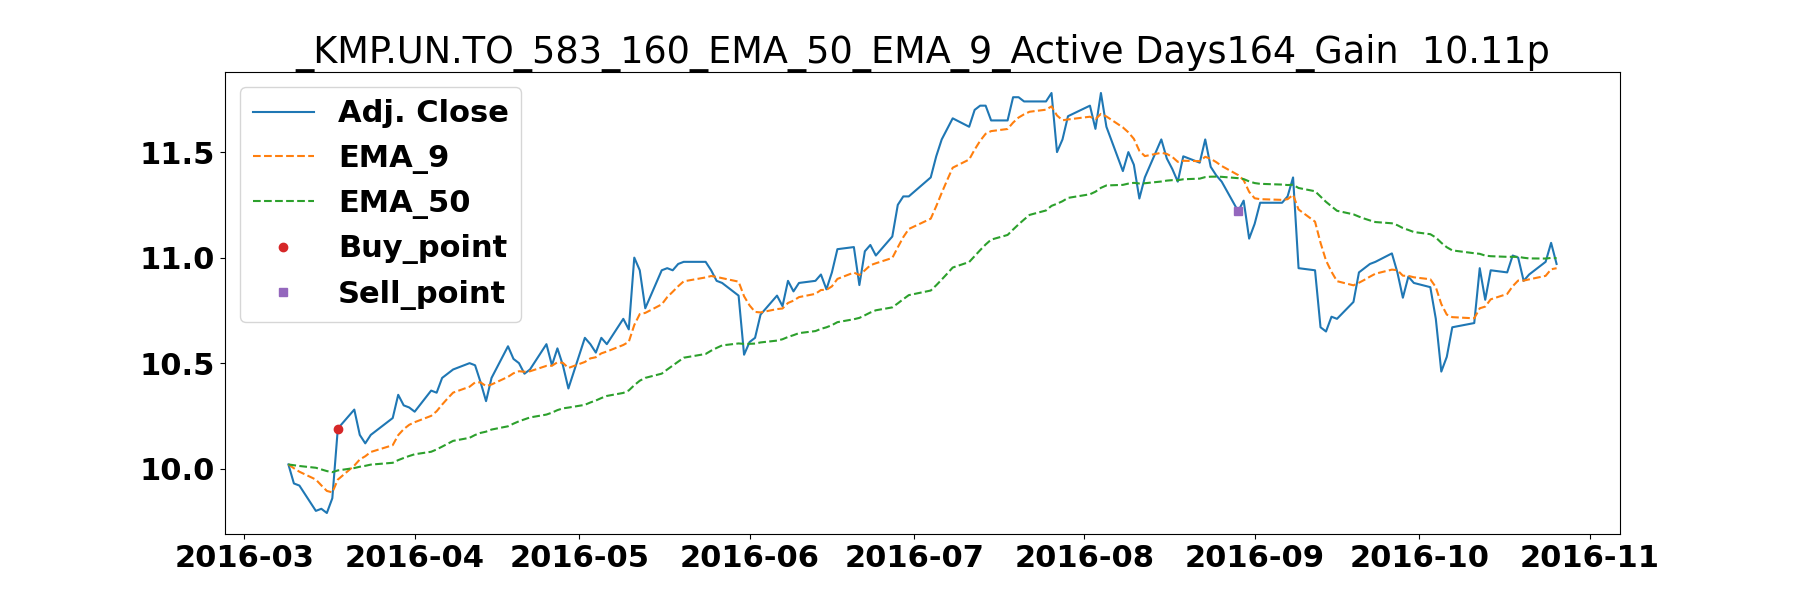 _KMP.UN.TO_583_160_EMA_50_EMA_9_Active Days164_Gain  10.11p
Adj. Close
EMA_9
EMA_50
Buy_point
Sell_point
11.5
11.0
10.5
10.0
2016-03 2016-04 2016-05 2016-06 2016-07 2016-08 2016-09 2016-10 2016-11